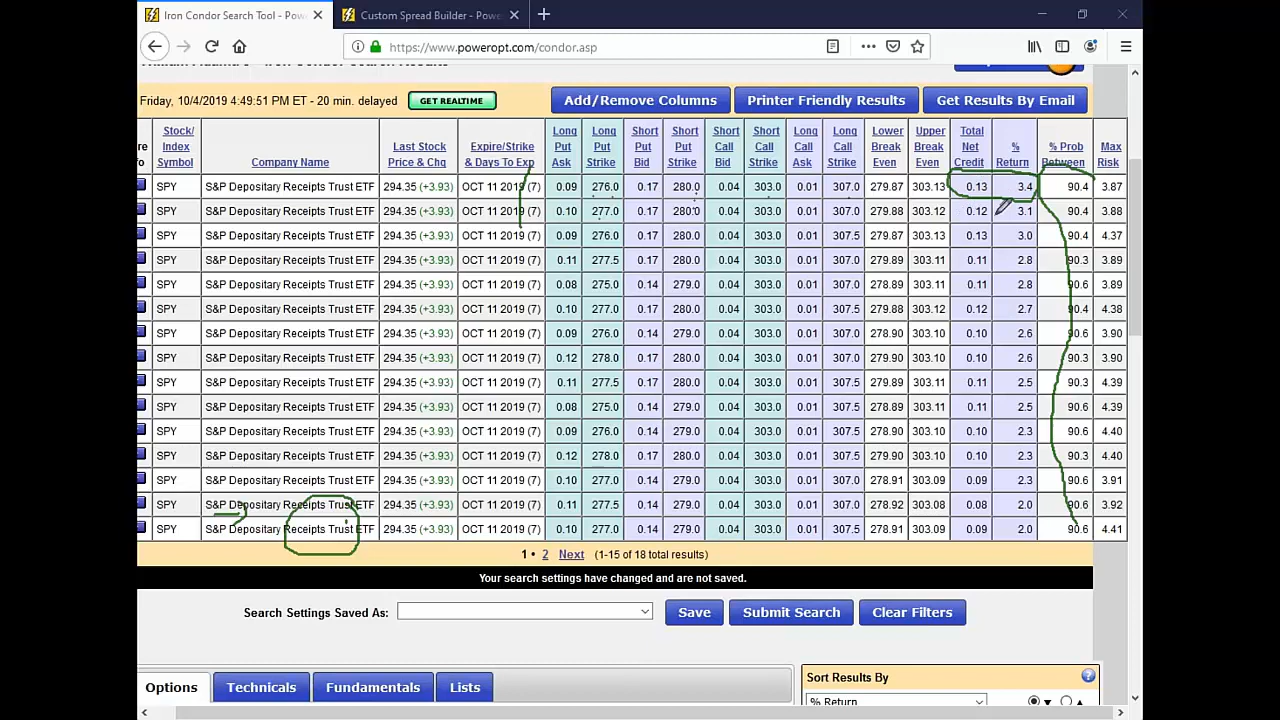 Iron Condor Search Tool - Powe
Custom Spread Builder - PowerO
https://www.poweropt.com/condor.asp
Friday, 10/4/2019 4:49:51 PM ET - 20 min. delayed GET REALTIME Add/Remove Columns Printer Friendly Results Get Results By Email
re fo Stock/ Index Symbol Company Name Last Stock Price & Chg Expire/Strike & Days To Exp Long Put Ask Long Put Strike Short Put Bid Short Put Strike Short Call Bid Short Call Strike Long Call Ask Long Call Strike Lower Break Even Upper Break Even Total Net Credit % Return % Prob Between Max Risk
SPY S&P Depositary Receipts Trust ETF 294.35 (+3.93) OCT 11 2019 (7) 0.09 276.0 0.17 280.0 0.04 303.0 0.01 307.0 279.87 303.13 0.13 3.4 90.4 3.87
SPY S&P Depositary Receipts Trust ETF 294.35 (+3.93) OCT 11 2019 (7) 0.10 277.0 0.17 280.0 0.04 303.0 0.01 307.0 279.88 303.12 0.12 3.1 90.4 3.88
SPY S&P Depositary Receipts Trust ETF 294.35 (+3.93) OCT 11 2019 (7) 0.09 276.0 0.17 280.0 0.04 303.0 0.01 307.5 279.87 303.13 0.13 3.0 90.4 4.37
SPY S&P Depositary Receipts Trust ETF 294.35 (+3.93) OCT 11 2019 (7) 0.11 277.5 0.17 280.0 0.04 303.0 0.01 307.0 279.89 303.11 0.11 2.8 90.3 3.89
SPY S&P Depositary Receipts Trust ETF 294.35 (+3.93) OCT 11 2019 (7) 0.08 275.0 0.14 279.0 0.04 303.0 0.01 307.0 278.89 303.11 0.11 2.8 90.6 3.89
SPY S&P Depositary Receipts Trust ETF 294.35 (+3.93) OCT 11 2019 (7) 0.10 277.0 0.17 280.0 0.04 303.0 0.01 307.5 279.88 303.12 0.12 2.7 90.4 4.38
SPY S&P Depositary Receipts Trust ETF 294.35 (+3.93) OCT 11 2019 (7) 0.09 276.0 0.14 279.0 0.04 303.0 0.01 307.0 278.90 303.10 0.10 2.6 90.6 3.90
SPY S&P Depositary Receipts Trust ETF 294.35 (+3.93) OCT 11 2019 (7) 0.12 278.0 0.17 280.0 0.04 303.0 0.01 307.0 279.90 303.10 0.10 2.6 90.3 3.90
SPY S&P Depositary Receipts Trust ETF 294.35 (+3.93) OCT 11 2019 (7) 0.11 277.5 0.17 280.0 0.04 303.0 0.01 307.5 279.89 303.11 0.11 2.5 90.3 4.39
SPY S&P Depositary Receipts Trust ETF 294.35 (+3.93) OCT 11 2019 (7) 0.08 275.0 0.14 279.0 0.04 303.0 0.01 307.5 278.89 303.11 0.11 2.5 90.6 4.39
SPY S&P Depositary Receipts Trust ETF 294.35 (+3.93) OCT 11 2019 (7) 0.09 276.0 0.14 279.0 0.04 303.0 0.01 307.5 278.90 303.10 0.10 2.3 90.6 4.40
SPY S&P Depositary Receipts Trust ETF 294.35 (+3.93) OCT 11 2019 (7) 0.12 278.0 0.17 280.0 0.04 303.0 0.01 307.5 279.90 303.10 0.10 2.3 90.3 4.40
SPY S&P Depositary Receipts Trust ETF 294.35 (+3.93) OCT 11 2019 (7) 0.10 277.0 0.14 279.0 0.04 303.0 0.01 307.0 278.91 303.09 0.09 2.3 90.6 3.91
SPY S&P Depositary Receipts Trust ETF 294.35 (+3.93) OCT 11 2019 (7) 0.11 277.5 0.14 279.0 0.04 303.0 0.01 307.0 278.92 303.09 0.08 2.0 90.6 3.92
SPY S&P Depositary Receipts Trust ETF 294.35 (+3.93) OCT 11 2019 (7) 0.10 277.0 0.14 279.0 0.04 303.0 0.01 307.5 278.91 303.09 0.09 2.0 90.6 4.41
1 • 2 Next (1-15 of 18 total results)
Your search settings have changed and are not saved.
Search Settings Saved As: Save Submit Search Clear Filters
Options Technicals Fundamentals Lists Sort Results By
% Return